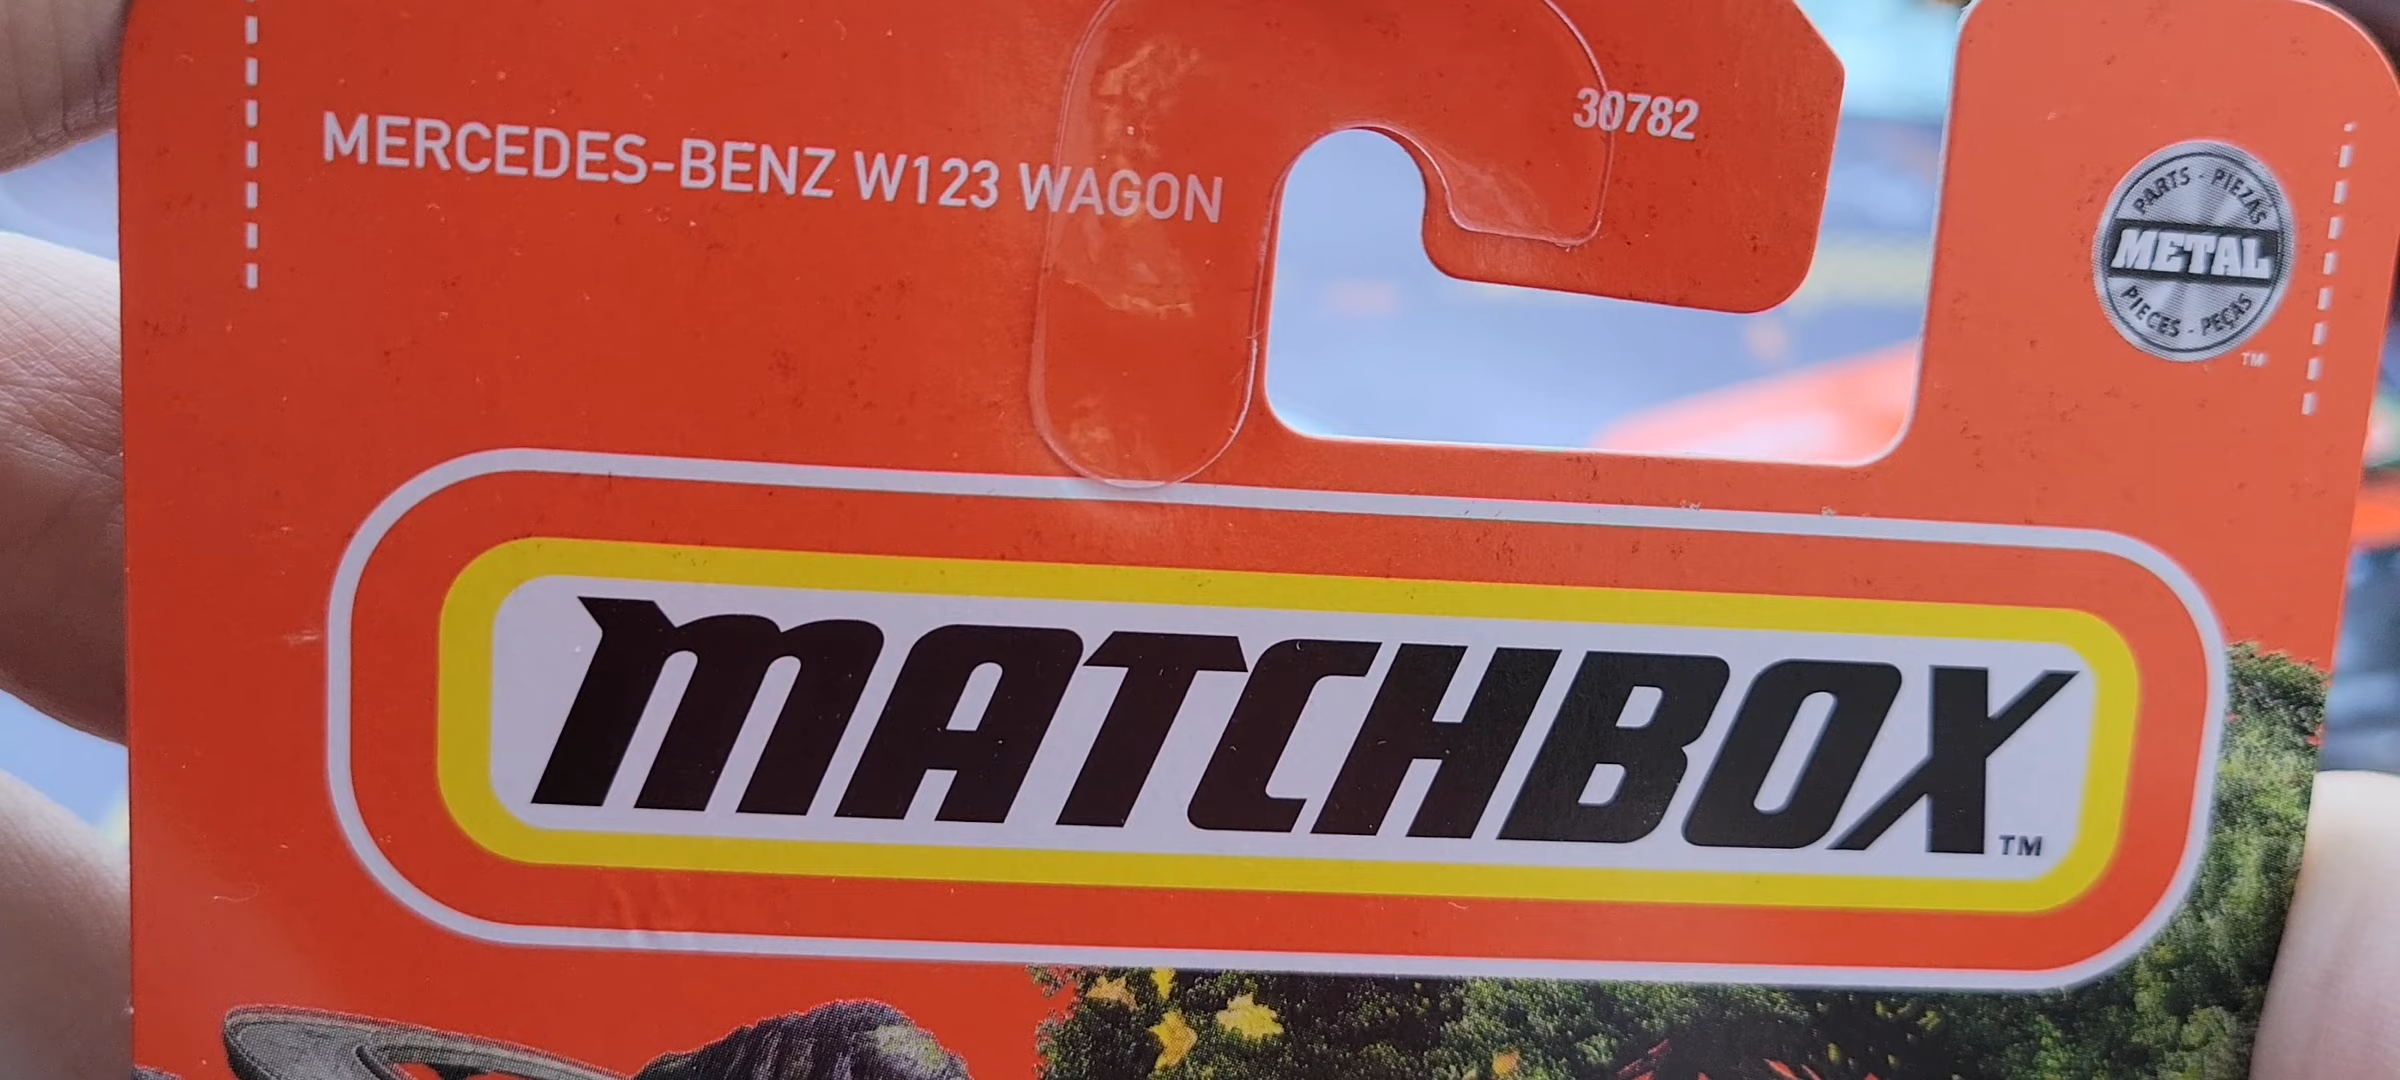 MERCEDES-BENZ W123 WAGON
30782
PARTS - PIEZAS
METAL
PIECES - PEÇAS
TM
MATCHBOX
TM